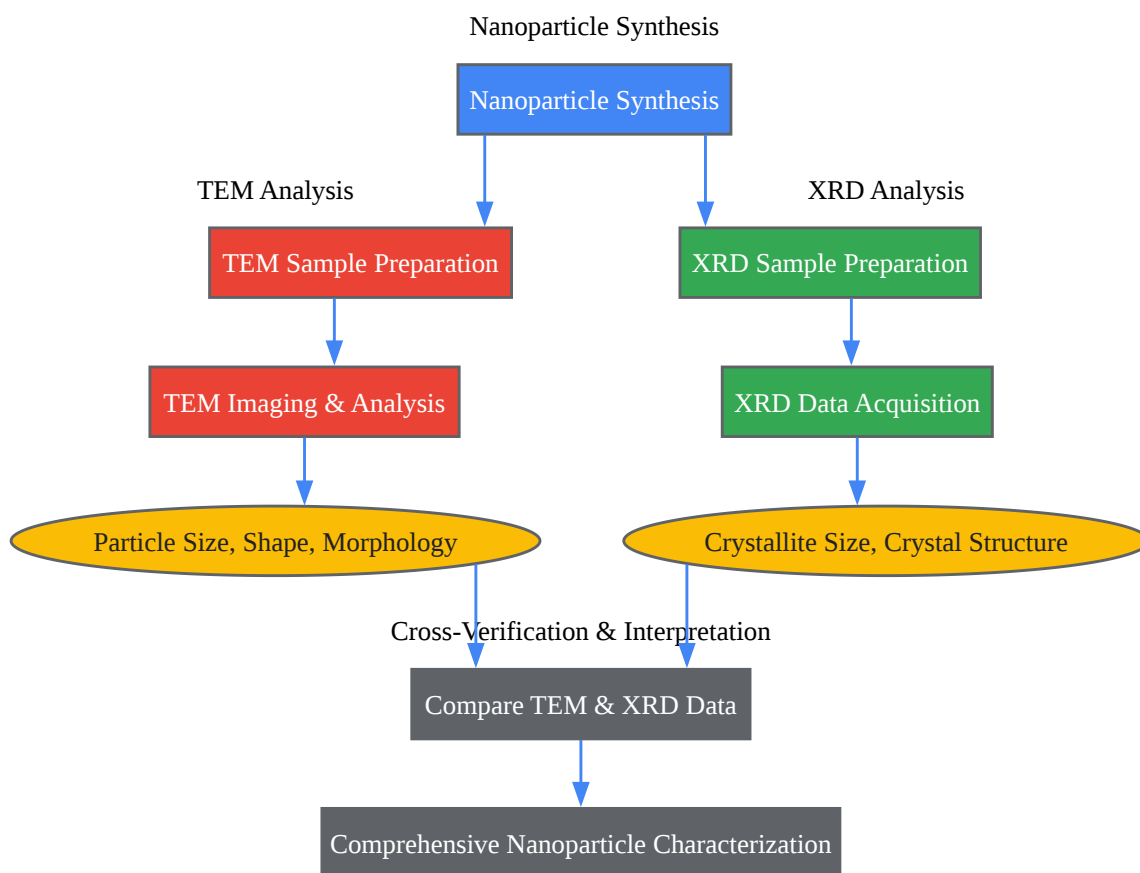 Nanoparticle Synthesis
Nanoparticle Synthesis
TEM Analysis
XRD Analysis
TEM Sample Preparation
XRD Sample Preparation
TEM Imaging & Analysis
XRD Data Acquisition
Particle Size, Shape, Morphology
Crystallite Size, Crystal Structure
Cross-Verification & Interpretation
Compare TEM & XRD Data
Comprehensive Nanoparticle Characterization